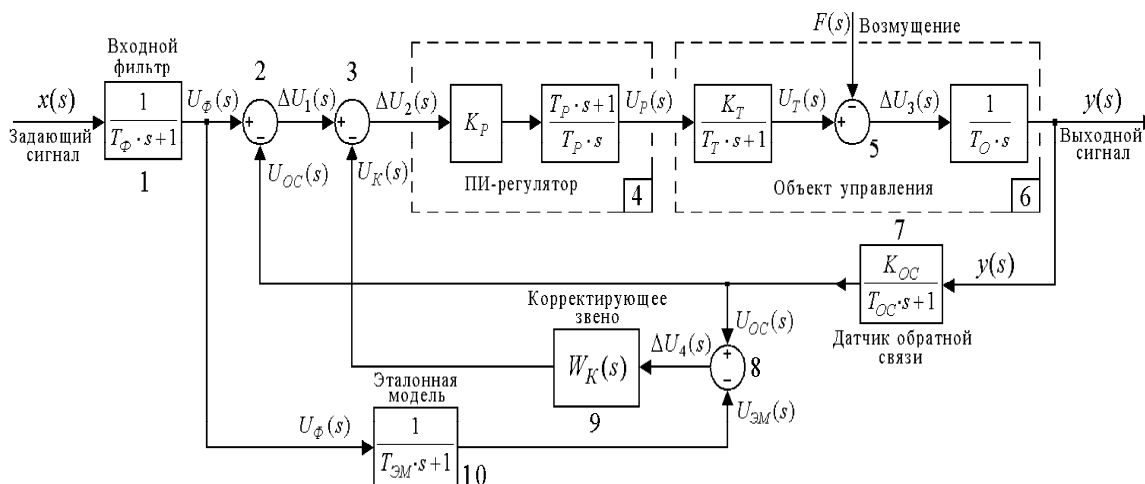 F(s) Возмущение
Входной фильтр
2
3
x(s)
Задающий сигнал
1 / (T_Ф · s + 1)
1
U_Ф(s)
+
−
ΔU_1(s)
+
−
ΔU_2(s)
K_P
(T_P · s + 1) / (T_P · s)
U_P(s)
ПИ-регулятор
4
K_T / (T_T · s + 1)
U_T(s)
+
−
5
ΔU_3(s)
1 / (T_O · s)
Объект управления
6
y(s)
Выходной сигнал
U_OC(s)
U_K(s)
7
K_OC / (T_OC · s + 1)
y(s)
Датчик обратной связи
Корректирующее звено
W_K(s)
9
ΔU_4(s)
U_OC(s)
+
−
8
U_ЭМ(s)
Эталонная модель
U_Ф(s)
1 / (T_ЭМ · s + 1)
10